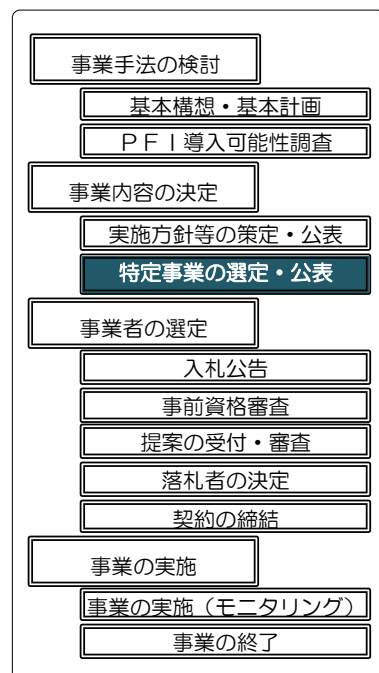 事業手法の検討
基本構想・基本計画
ＰＦＩ導入可能性調査
事業内容の決定
実施方針等の策定・公表
特定事業の選定・公表
事業者の選定
入札公告
事前資格審査
提案の受付・審査
落札者の決定
契約の締結
事業の実施
事業の実施（モニタリング）
事業の終了